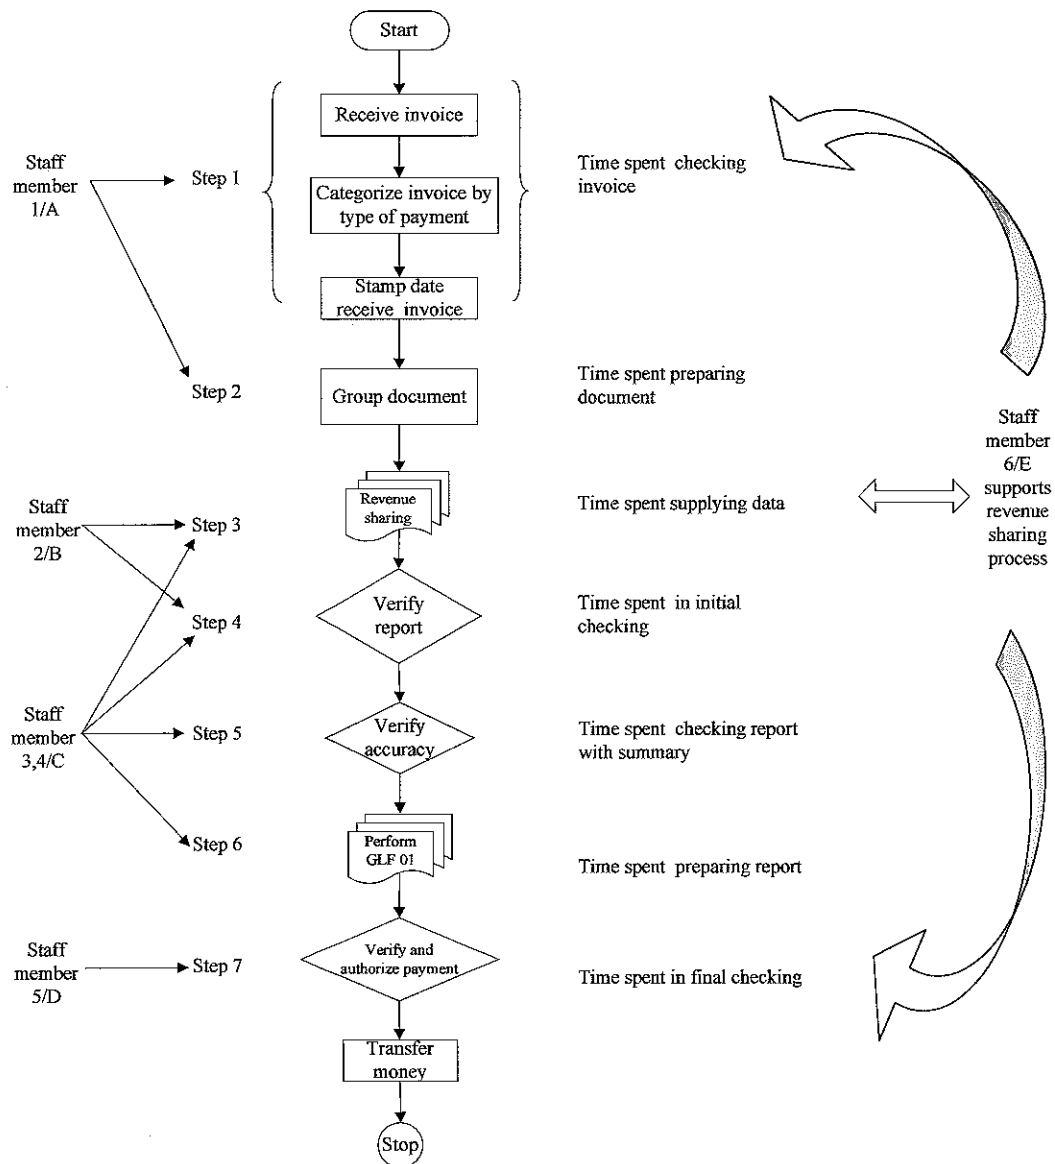 Start
Receive invoice
Staff
member
1/A
Step 1
Categorize invoice by
type of payment
Time spent checking
invoice
Stamp date
receive invoice
Step 2
Group document
Time spent preparing
document
Staff
member
6/E
supports
revenue
sharing
process
Staff
member
2/B
Step 3
Revenue
sharing
Time spent supplying data
Step 4
Verify
report
Time spent in initial
checking
Staff
member
3,4/C
Step 5
Verify
accuracy
Time spent checking report
with summary
Step 6
Perform
GLF 01
Time spent preparing report
Staff
member
5/D
Step 7
Verify and
authorize payment
Time spent in final checking
Transfer
money
Stop